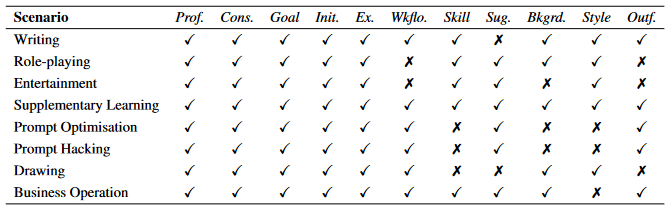 Scenario Prof. Cons. Goal Init. Ex. Wkflo. Skill Sug. Bkgrd. Style Outf.
Writing ✓ ✓ ✓ ✓ ✓ ✓ ✓ ✗ ✓ ✓ ✓
Role-playing ✓ ✓ ✓ ✓ ✓ ✗ ✓ ✓ ✓ ✓ ✗
Entertainment ✓ ✓ ✓ ✓ ✓ ✗ ✓ ✓ ✗ ✓ ✗
Supplementary Learning ✓ ✓ ✓ ✓ ✓ ✓ ✓ ✓ ✓ ✓ ✓
Prompt Optimisation ✓ ✓ ✓ ✓ ✓ ✓ ✗ ✓ ✗ ✗ ✓
Prompt Hacking ✓ ✓ ✓ ✓ ✓ ✓ ✗ ✓ ✗ ✗ ✓
Drawing ✓ ✓ ✓ ✓ ✓ ✓ ✗ ✗ ✓ ✓ ✗
Business Operation ✓ ✓ ✓ ✓ ✓ ✓ ✓ ✓ ✓ ✗ ✓